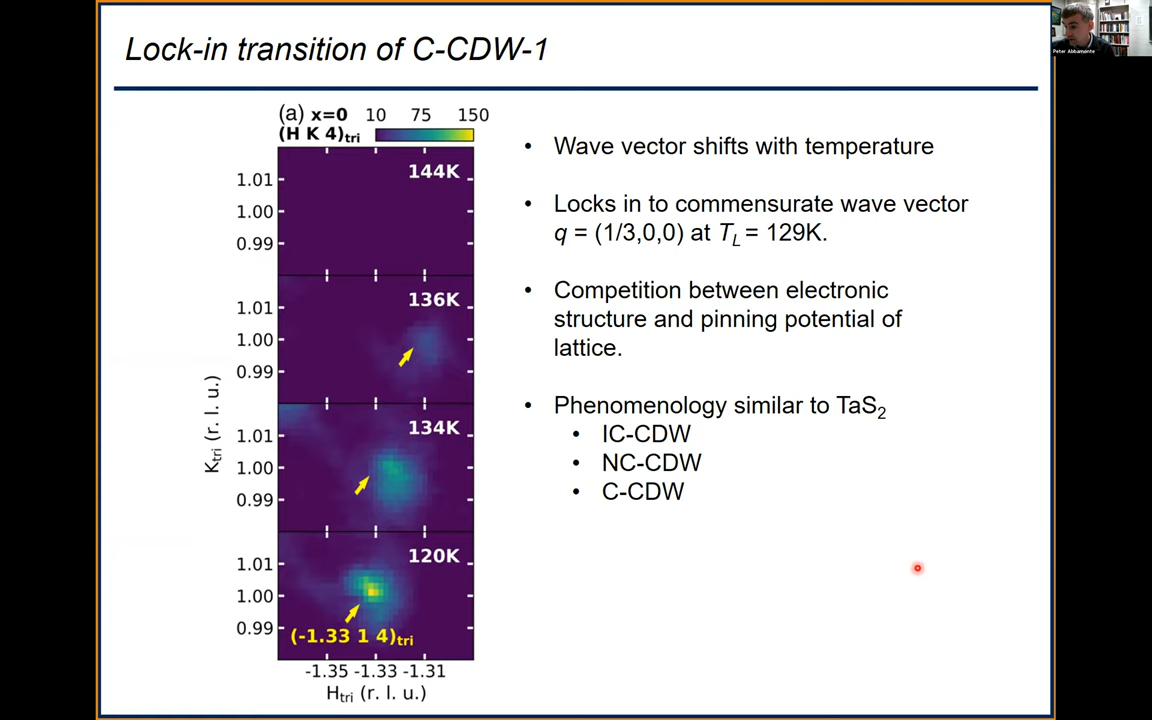 Lock-in transition of C-CDW-1
Peter Abbamonte
(a) x=0 10 75 150
(H K 4)tri
144K
1.01
1.00
0.99
136K
1.01
1.00
0.99
134K
1.01
1.00
0.99
120K
1.01
1.00
0.99
(-1.33 1 4)tri
-1.35 -1.33 -1.31
Htri (r. l. u.)
Ktri (r. l. u.)
• Wave vector shifts with temperature
• Locks in to commensurate wave vector
q = (1/3,0,0) at TL = 129K.
• Competition between electronic
structure and pinning potential of
lattice.
• Phenomenology similar to TaS2
• IC-CDW
• NC-CDW
• C-CDW